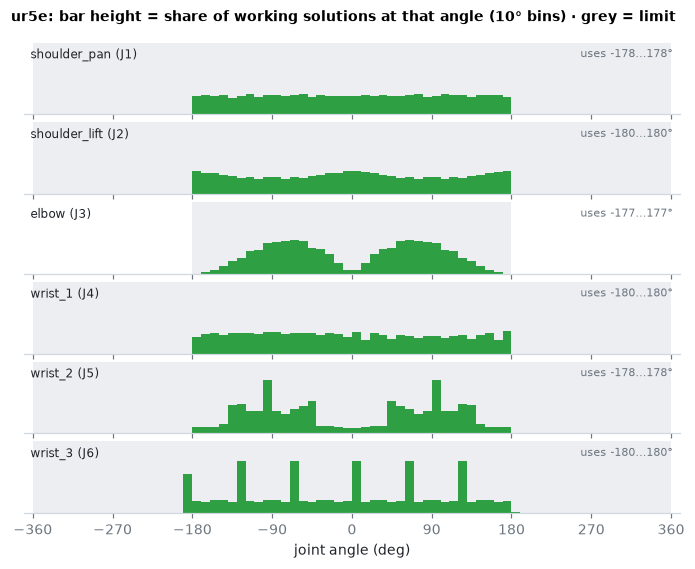 ur5e: bar height = share of working solutions at that angle (10° bins) · grey = limit
shoulder_pan (J1)
uses -178...178°
shoulder_lift (J2)
uses -180...180°
elbow (J3)
uses -177...177°
wrist_1 (J4)
uses -180...180°
wrist_2 (J5)
uses -178...178°
wrist_3 (J6)
uses -180...180°
−360 −270 −180 −90 0 90 180 270 360
joint angle (deg)